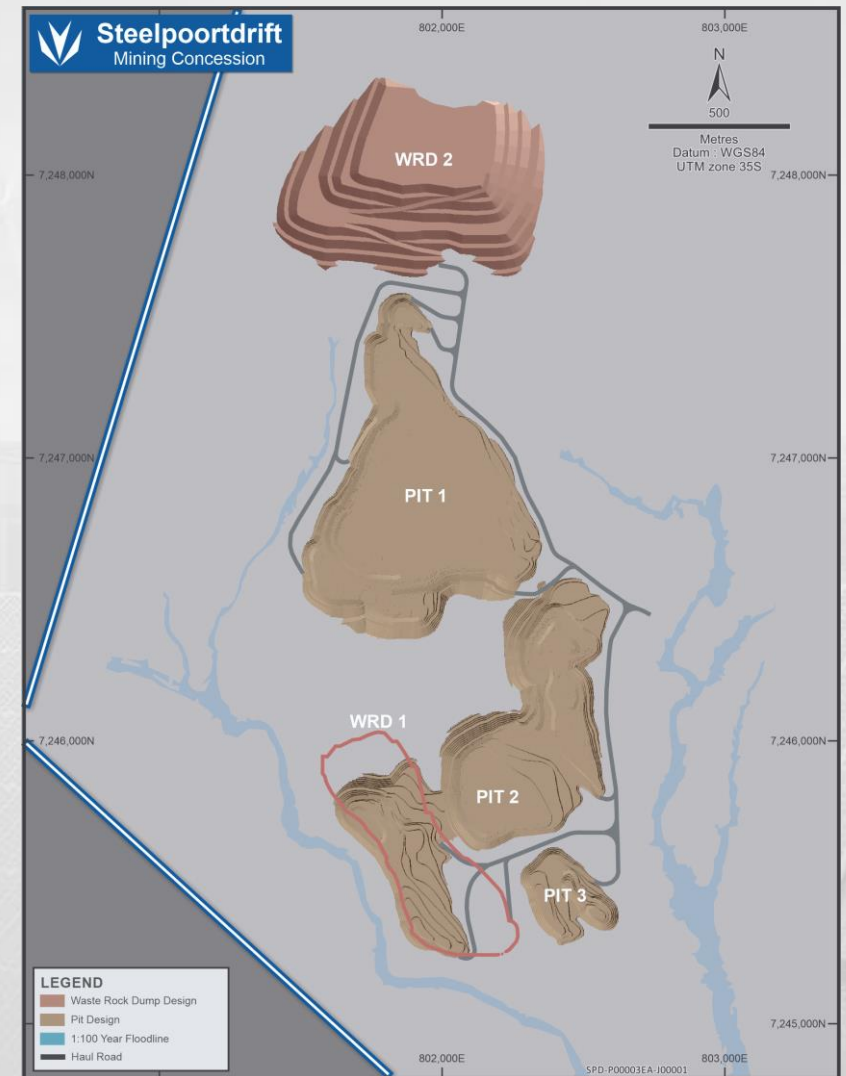 Steelpoortdrift
Mining Concession
802,000E
803,000E
N
500
Metres
Datum : WGS84
UTM zone 35S
WRD 2
7,248,000N
7,248,000N
7,247,000N
7,247,000N
PIT 1
WRD 1
7,246,000N
7,246,000N
PIT 2
PIT 3
LEGEND
Waste Rock Dump Design
Pit Design
1:100 Year Floodline
Haul Road
7,245,000N
802,000E
803,000E
SPD-P00003EA-J00001